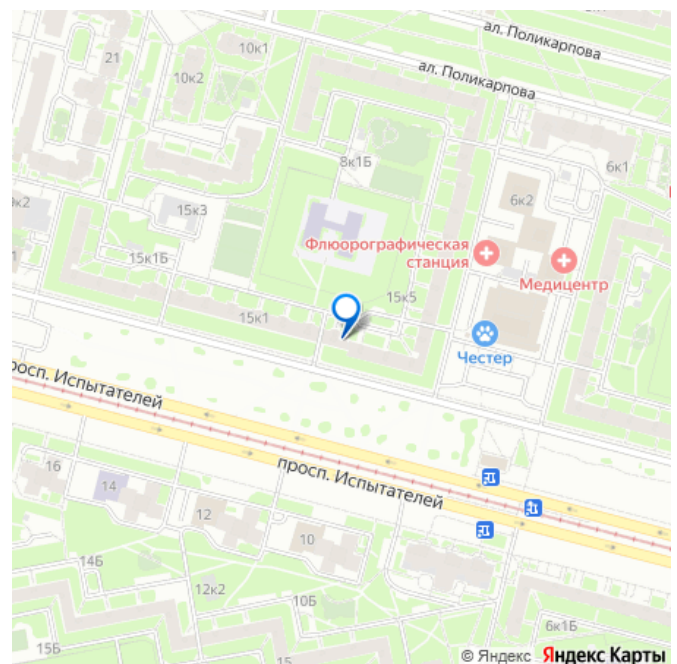 ал. Поликарпова
10к1
21
10к2
ал. Поликарпова
8к1Б
6к1
6к2
15к3
Флюорографическая
станция
Медицентр
15к1Б
15к5
15к1
Честер
просп. Испытателей
просп. Испытателей
16
14
12
10
14Б
12к2
10Б
6к1Б
15Б
© Яндекс Яндекс Карты